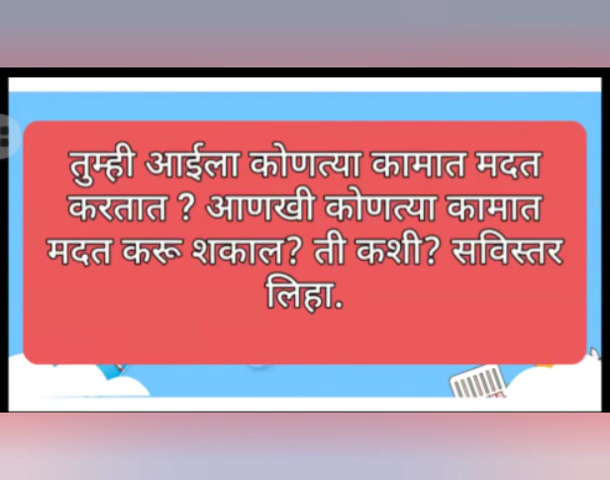 तुम्ही आईला कोणत्या कामात मदत
करतात ? आणखी कोणत्या कामात
मदत करू शकाल? ती कशी? सविस्तर
लिहा.